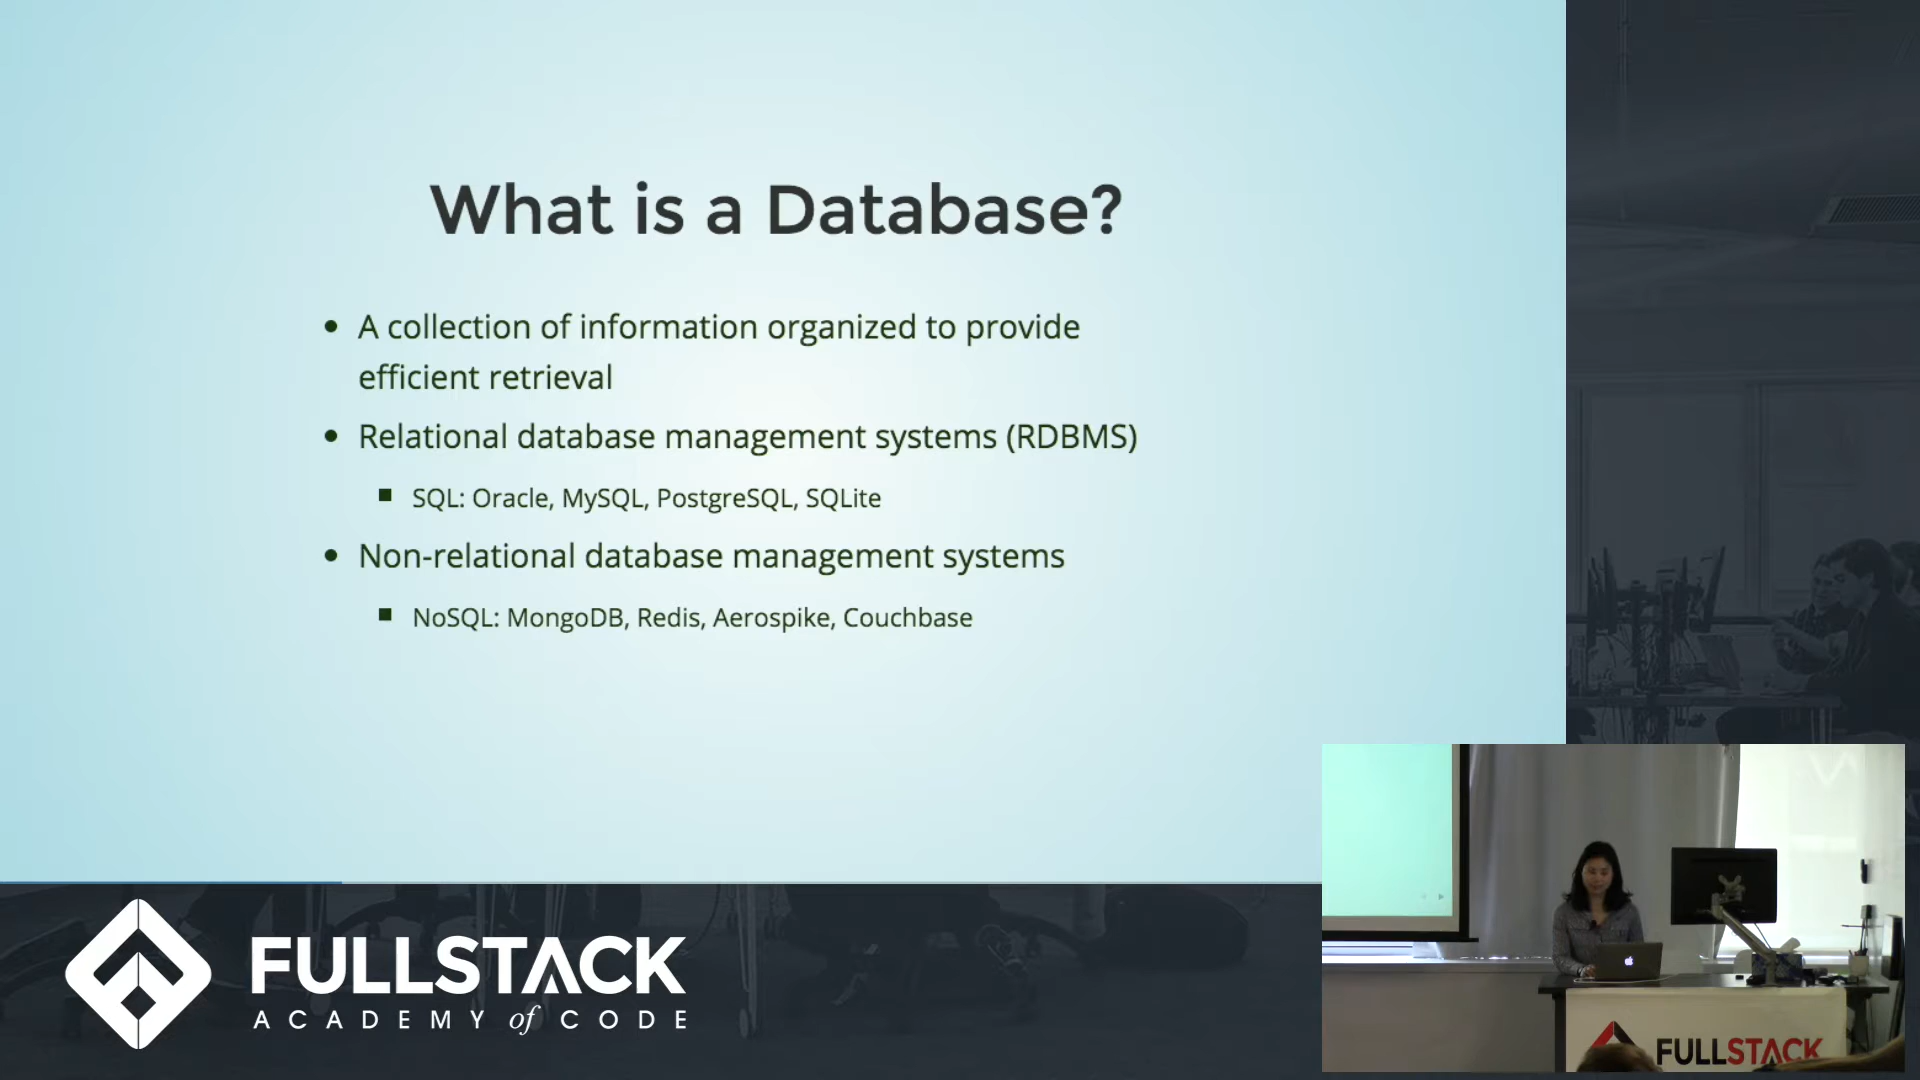 What is a Database?
• A collection of information organized to provide
efficient retrieval
• Relational database management systems (RDBMS)
▪ SQL: Oracle, MySQL, PostgreSQL, SQLite
• Non-relational database management systems
▪ NoSQL: MongoDB, Redis, Aerospike, Couchbase
FULLSTACK
ACADEMY of CODE
FULLSTACK